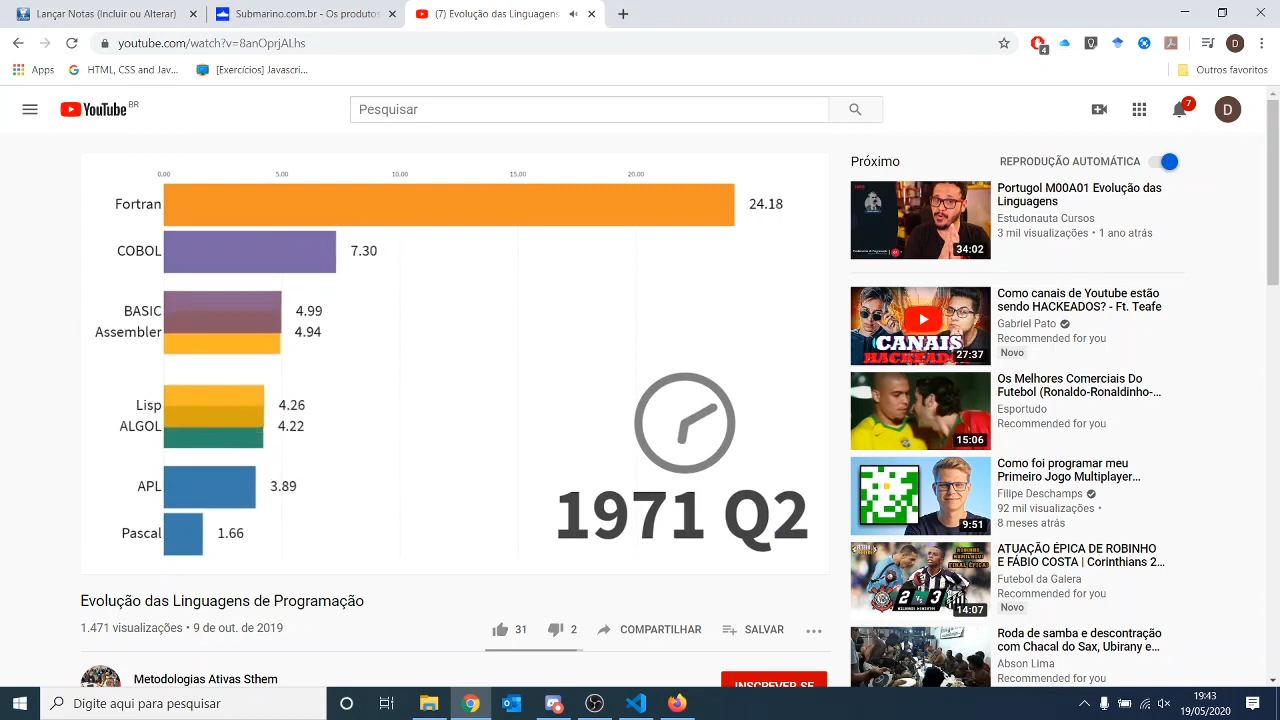 Lançar Notas - Inter
Submarino.com.br - Os produtos
(7) Evolução das Linguagens
youtube.com/watch?v=8anOprjALhs
4
D
Apps
HTML, CSS and Jav...
[Exercícios] Javascri...
Outros favoritos
YouTube BR
Pesquisar
7
D
0,00 5,00 10,00 15,00 20,00
Fortran 24.18
COBOL 7.30
BASIC 4.99
Assembler 4.94
Lisp 4.26
ALGOL 4.22
APL 3.89
Pascal 1.66
1971 Q2
Evolução das Linguagens de Programação
1.471 visualizações • 9 de out. de 2019
31
2
COMPARTILHAR
SALVAR
Metodologias Ativas Sthem
INSCREVER-SE
Próximo
REPRODUÇÃO AUTOMÁTICA
34:02
Portugol M00A01 Evolução das
Linguagens
Estudonauta Cursos
3 mil visualizações • 1 ano atrás
CANAIS
HACKEADOS
27:37
Como canais de Youtube estão
sendo HACKEADOS? - Ft. Teafe
Gabriel Pato
Recommended for you
Novo
15:06
Os Melhores Comerciais Do
Futebol (Ronaldo-Ronaldinho-...
Esportudo
Recommended for you
9:51
Como foi programar meu
Primeiro Jogo Multiplayer...
Filipe Deschamps
92 mil visualizações •
8 meses atrás
2 3
14:07
ATUAÇÃO ÉPICA DE ROBINHO
E FÁBIO COSTA | Corinthians 2...
Futebol da Galera
Recommended for you
Novo
Roda de samba e descontração
com Chacal do Sax, Ubirany e...
Abson Lima
Recommended for you
Digite aqui para pesquisar
19:43
19/05/2020